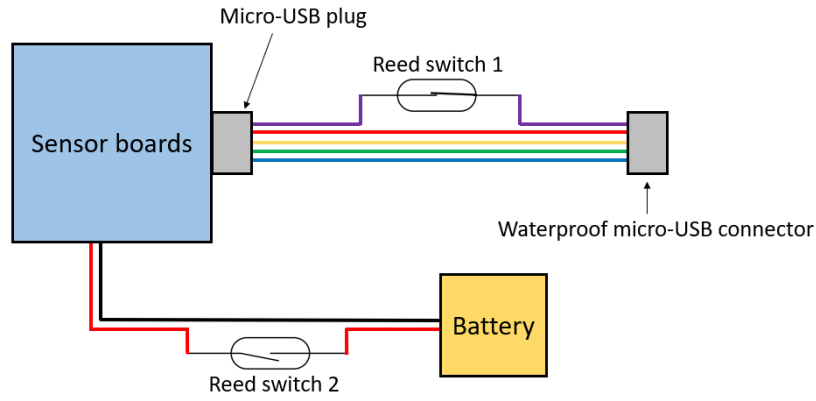 Micro-USB plug
Reed switch 1
Sensor boards
Waterproof micro-USB connector
Battery
Reed switch 2